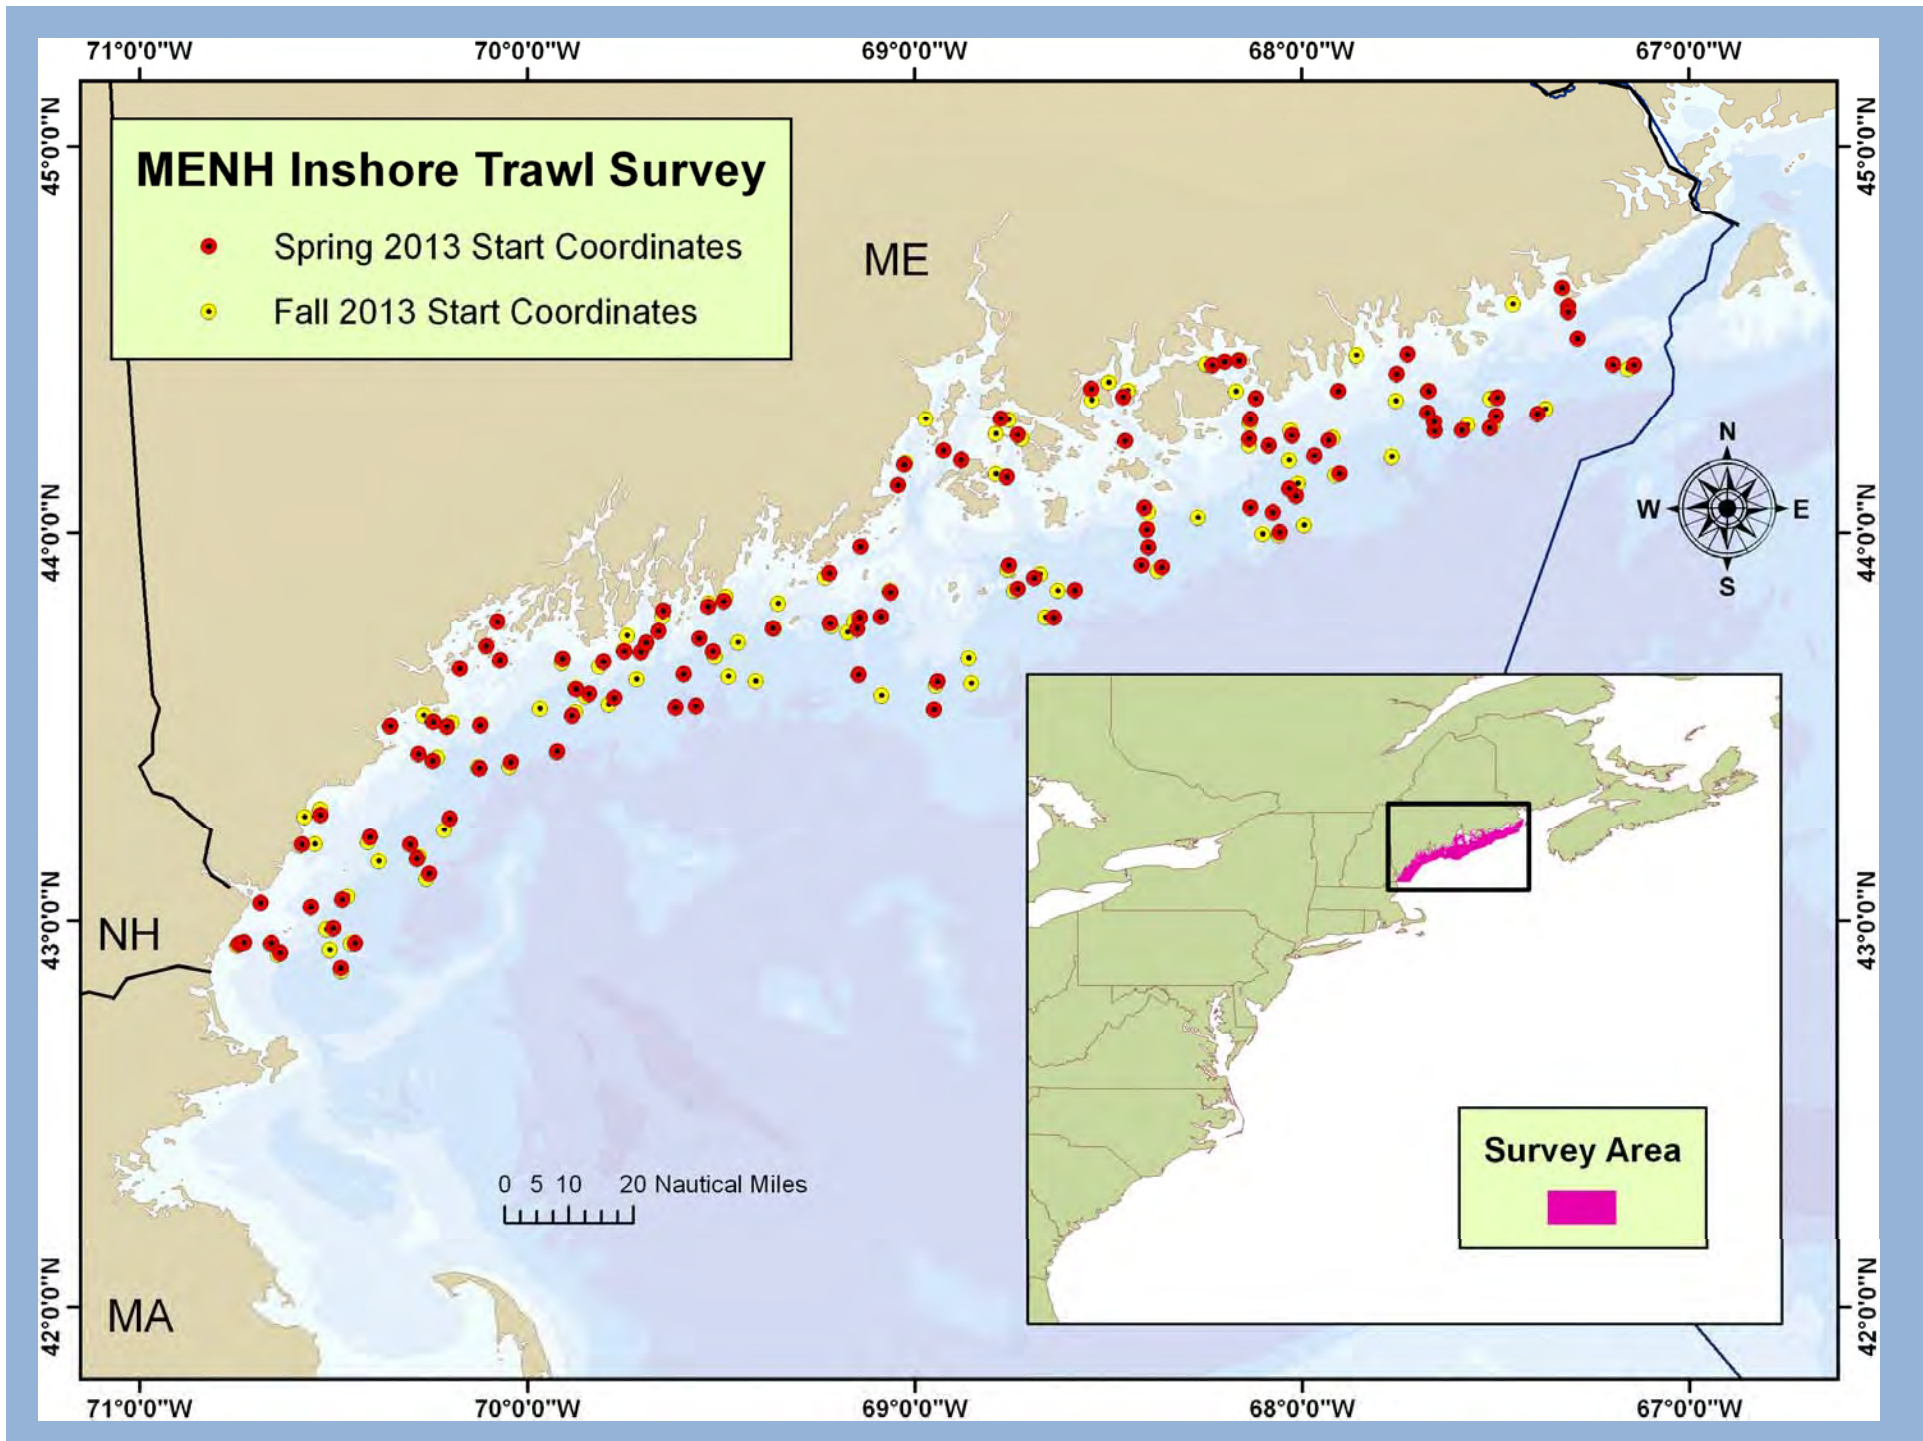 71°0'0"W 70°0'0"W 69°0'0"W 68°0'0"W 67°0'0"W
45°0'0"N
45°0'0"N
MENH Inshore Trawl Survey
Spring 2013 Start Coordinates
Fall 2013 Start Coordinates
ME
N
W E
S
44°0'0"N
44°0'0"N
43°0'0"N
43°0'0"N
NH
Survey Area
0 5 10 20 Nautical Miles
42°0'0"N
42°0'0"N
MA
71°0'0"W 70°0'0"W 69°0'0"W 68°0'0"W 67°0'0"W